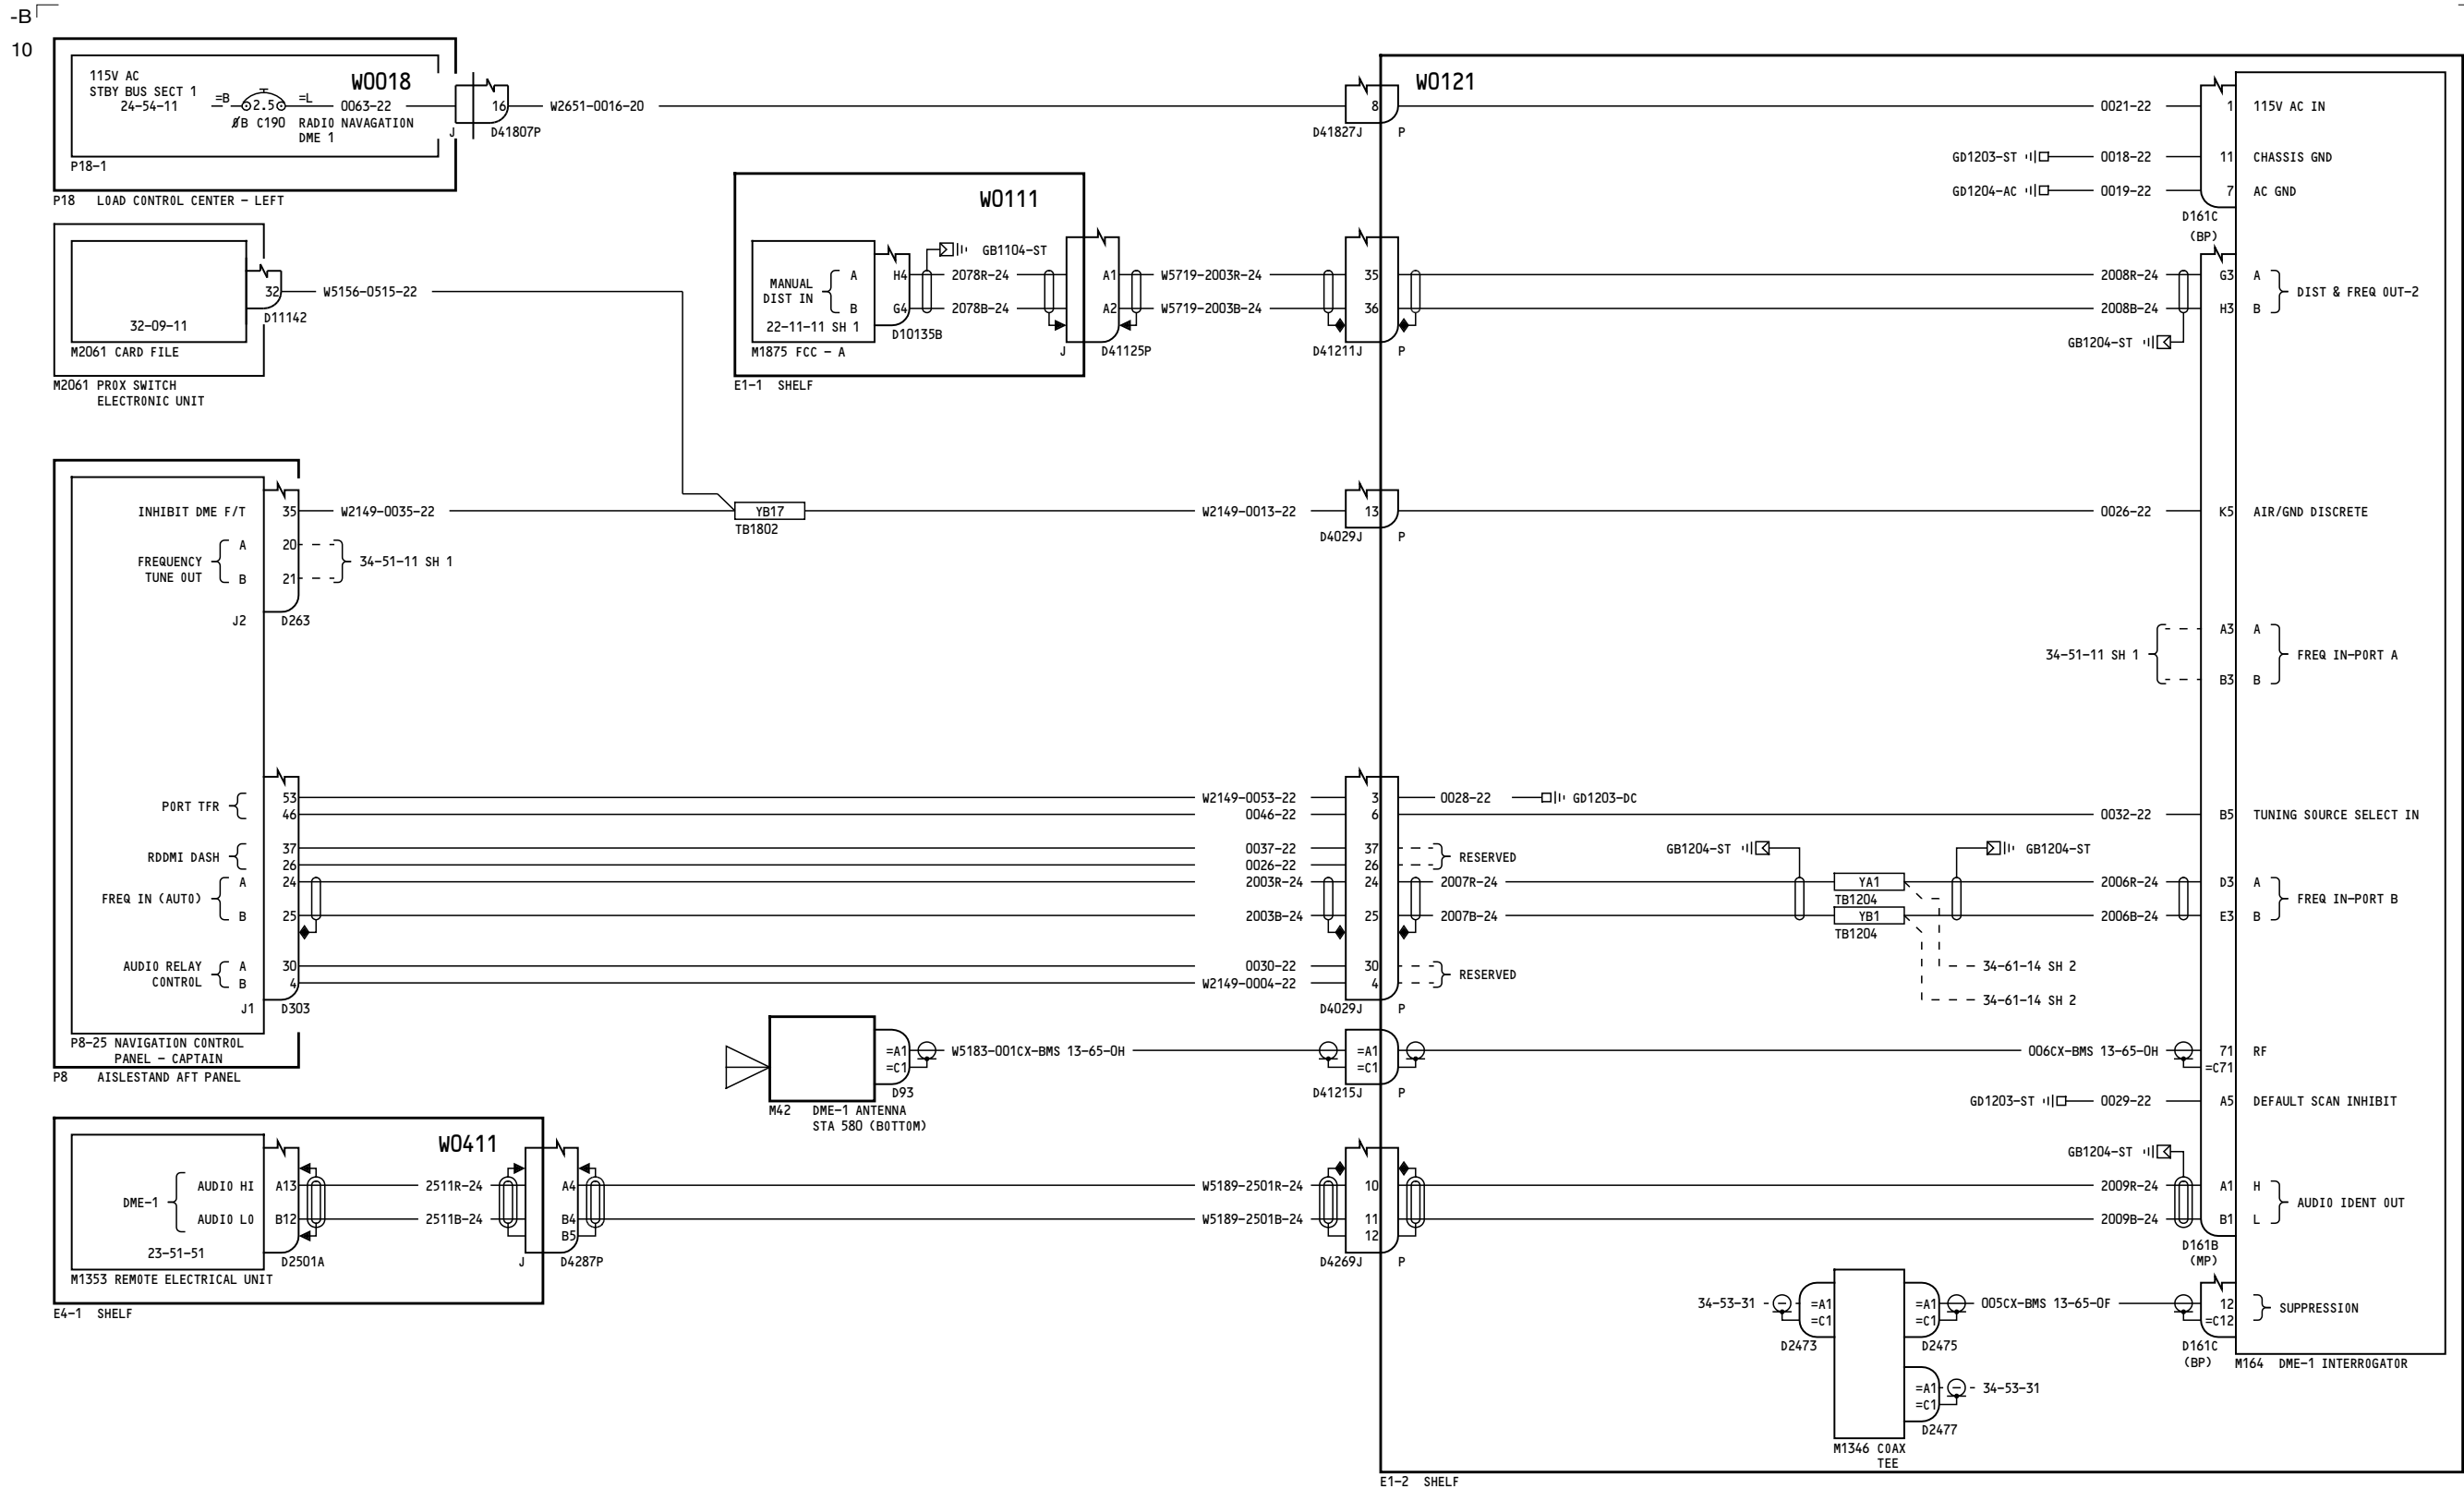 -B
10
115V AC
STBY BUS SECT 1
24-54-11
=B
2.5
=L
0063-22
ØB C190
RADIO NAVAGATION
DME 1
W0018
P18-1
P18 LOAD CONTROL CENTER - LEFT
J
16
D41807P
W2651-0016-20
8
D41827J
P
W0121
0021-22
1
115V AC IN
GD1203-ST
0018-22
11
CHASSIS GND
GD1204-AC
0019-22
7
AC GND
D161C
(BP)
32-09-11
M2061 CARD FILE
32
D11142
W5156-0515-22
M2061 PROX SWITCH
ELECTRONIC UNIT
W0111
MANUAL
DIST IN
A
B
22-11-11 SH 1
M1875 FCC - A
H4
G4
D10135B
GB1104-ST
2078R-24
2078B-24
A1
A2
J
D41125P
E1-1 SHELF
W5719-2003R-24
W5719-2003B-24
35
36
D41211J
P
2008R-24
2008B-24
G3
H3
A
B
DIST & FREQ OUT-2
GB1204-ST
INHIBIT DME F/T
35
W2149-0035-22
YB17
TB1802
W2149-0013-22
13
D4029J
P
0026-22
K5
AIR/GND DISCRETE
FREQUENCY
TUNE OUT
A
B
20
21
34-51-11 SH 1
J2
D263
34-51-11 SH 1
A3
B3
A
B
FREQ IN-PORT A
PORT TFR
53
46
W2149-0053-22
0046-22
3
6
0028-22
GD1203-DC
0032-22
B5
TUNING SOURCE SELECT IN
RDDMI DASH
37
26
0037-22
0026-22
37
26
RESERVED
GB1204-ST
GB1204-ST
FREQ IN (AUTO)
A
B
24
25
2003R-24
2003B-24
24
25
2007R-24
2007B-24
YA1
TB1204
YB1
TB1204
2006R-24
2006B-24
D3
E3
A
B
FREQ IN-PORT B
AUDIO RELAY
CONTROL
A
B
30
4
0030-22
W2149-0004-22
30
4
RESERVED
34-61-14 SH 2
34-61-14 SH 2
J1
D303
D4029J
P
P8-25 NAVIGATION CONTROL
PANEL - CAPTAIN
P8 AISLESTAND AFT PANEL
=A1
=C1
D93
M42 DME-1 ANTENNA
STA 580 (BOTTOM)
W5183-001CX-BMS 13-65-0H
=A1
=C1
D41215J
P
006CX-BMS 13-65-0H
71
=C71
RF
GD1203-ST
0029-22
A5
DEFAULT SCAN INHIBIT
W0411
DME-1
AUDIO HI
AUDIO LO
23-51-51
M1353 REMOTE ELECTRICAL UNIT
A13
B12
D2501A
2511R-24
2511B-24
A4
B4
B5
J
D4287P
E4-1 SHELF
W5189-2501R-24
W5189-2501B-24
10
11
12
D4269J
P
GB1204-ST
2009R-24
2009B-24
A1
B1
H
L
AUDIO IDENT OUT
D161B
(MP)
34-53-31
=A1
=C1
D2473
=A1
=C1
D2475
005CX-BMS 13-65-0F
12
=C12
SUPPRESSION
D161C
(BP)
M164 DME-1 INTERROGATOR
=A1
=C1
D2477
34-53-31
M1346 COAX
TEE
E1-2 SHELF